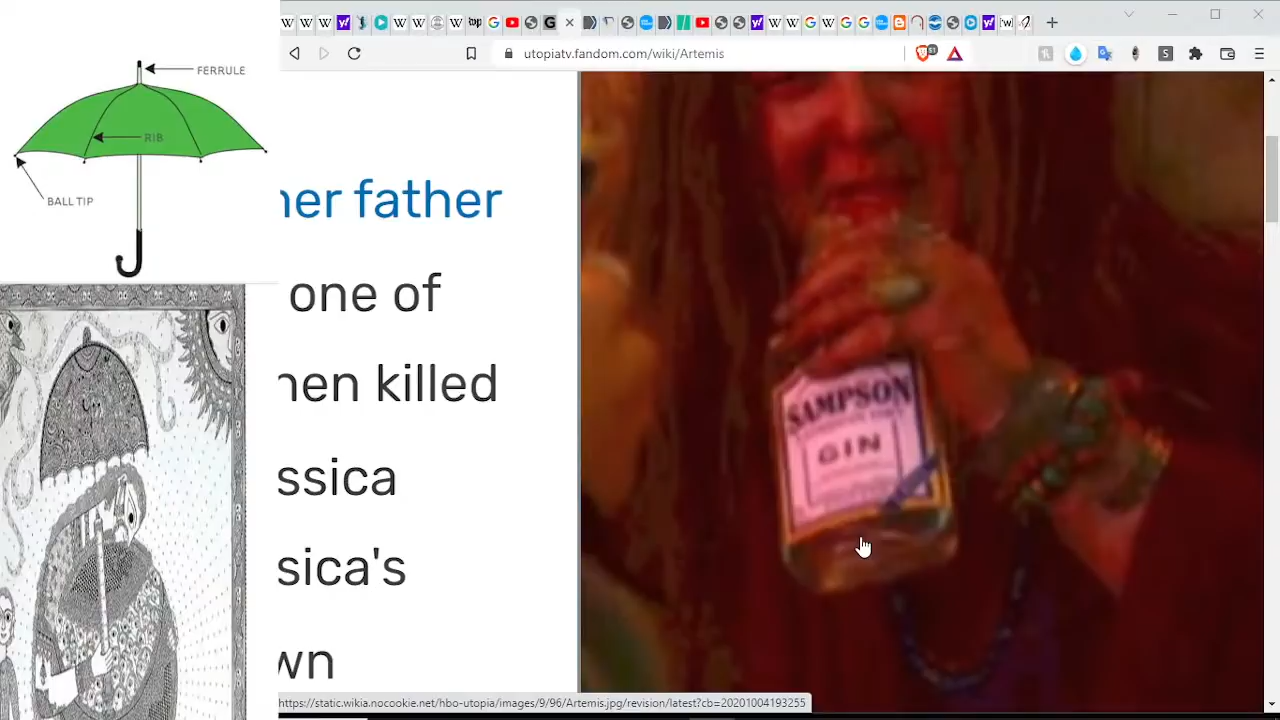 FERRULE
RIB
BALL TIP
utopiatv.fandom.com/wiki/Artemis
her father
one of
hen killed
ssica
sica's
wn
SAMPSON
GIN
https://static.wikia.nocookie.net/hbo-utopia/images/9/96/Artemis.jpg/revision/latest?cb=20201004193255